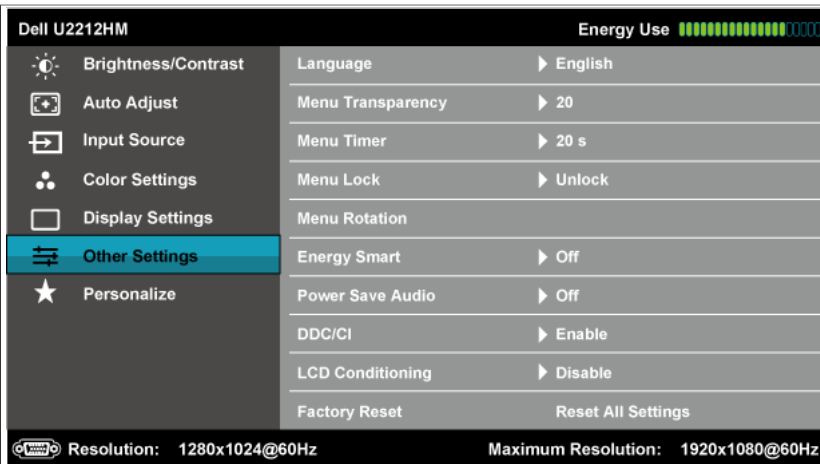 Dell U2212HM Energy Use
Brightness/Contrast Language English
Auto Adjust Menu Transparency 20
Input Source Menu Timer 20 s
Color Settings Menu Lock Unlock
Display Settings Menu Rotation
Other Settings Energy Smart Off
Personalize Power Save Audio Off
DDC/CI Enable
LCD Conditioning Disable
Factory Reset Reset All Settings
Resolution: 1280x1024@60Hz Maximum Resolution: 1920x1080@60Hz